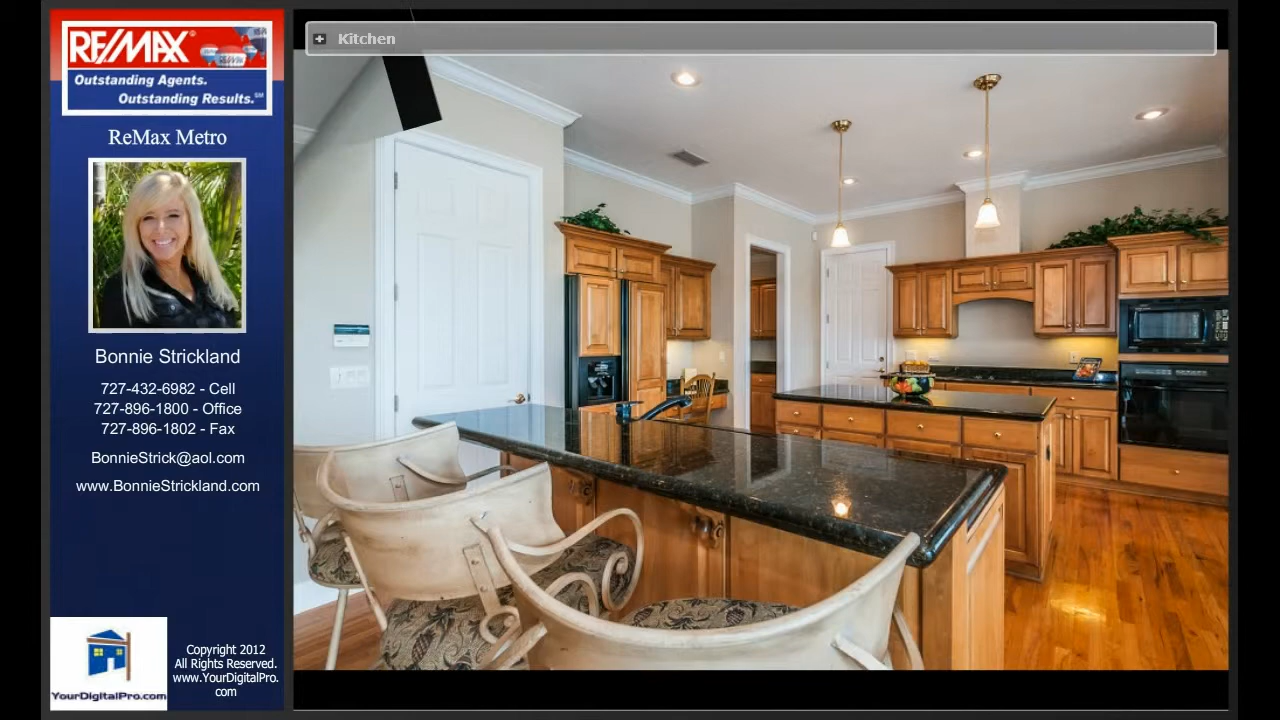 RE/MAX®
Outstanding Agents.
Outstanding Results.℠
ReMax Metro
Bonnie Strickland
727-432-6982 - Cell
727-896-1800 - Office
727-896-1802 - Fax
BonnieStrick@aol.com
www.BonnieStrickland.com
YourDigitalPro.com
Copyright 2012
All Rights Reserved.
www.YourDigitalPro.
com
Kitchen